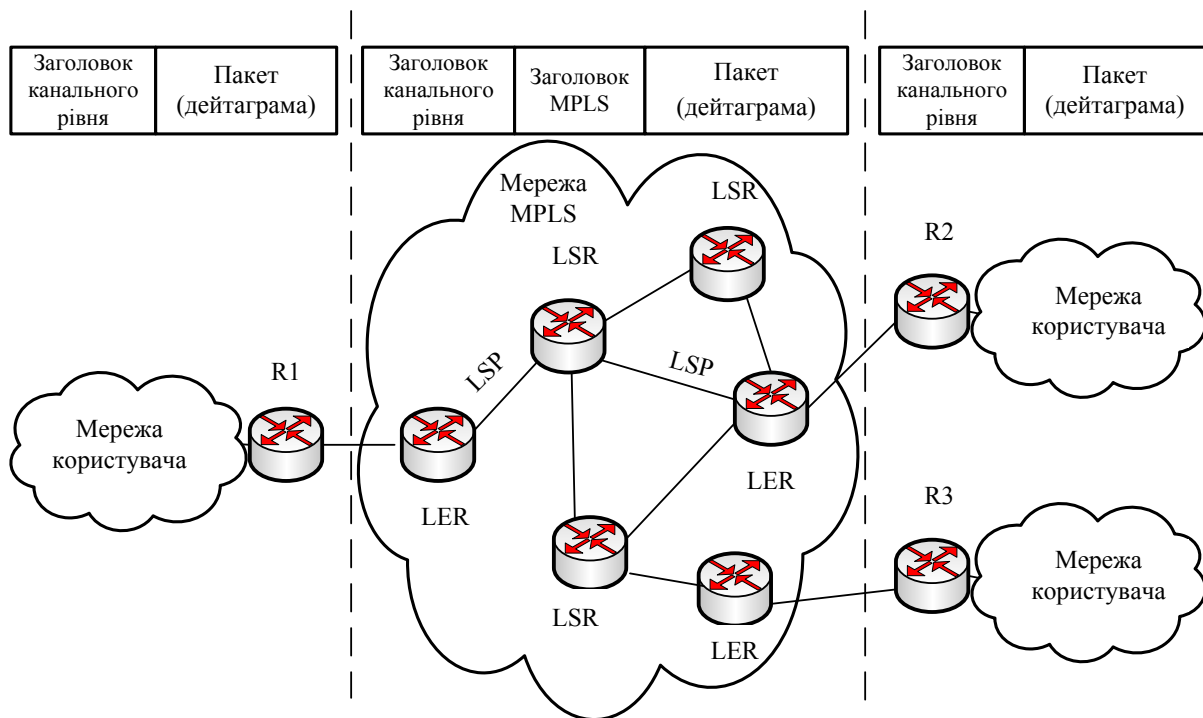 Заголовок
канального
рівня
Пакет
(дейтаграма)
Заголовок
канального
рівня
Заголовок
MPLS
Пакет
(дейтаграма)
Заголовок
канального
рівня
Пакет
(дейтаграма)
Мережа
MPLS
LSR
LSR
R2
Мережа
користувача
LSP
LSP
R1
Мережа
користувача
LER
LER
R3
Мережа
користувача
LSR
LER